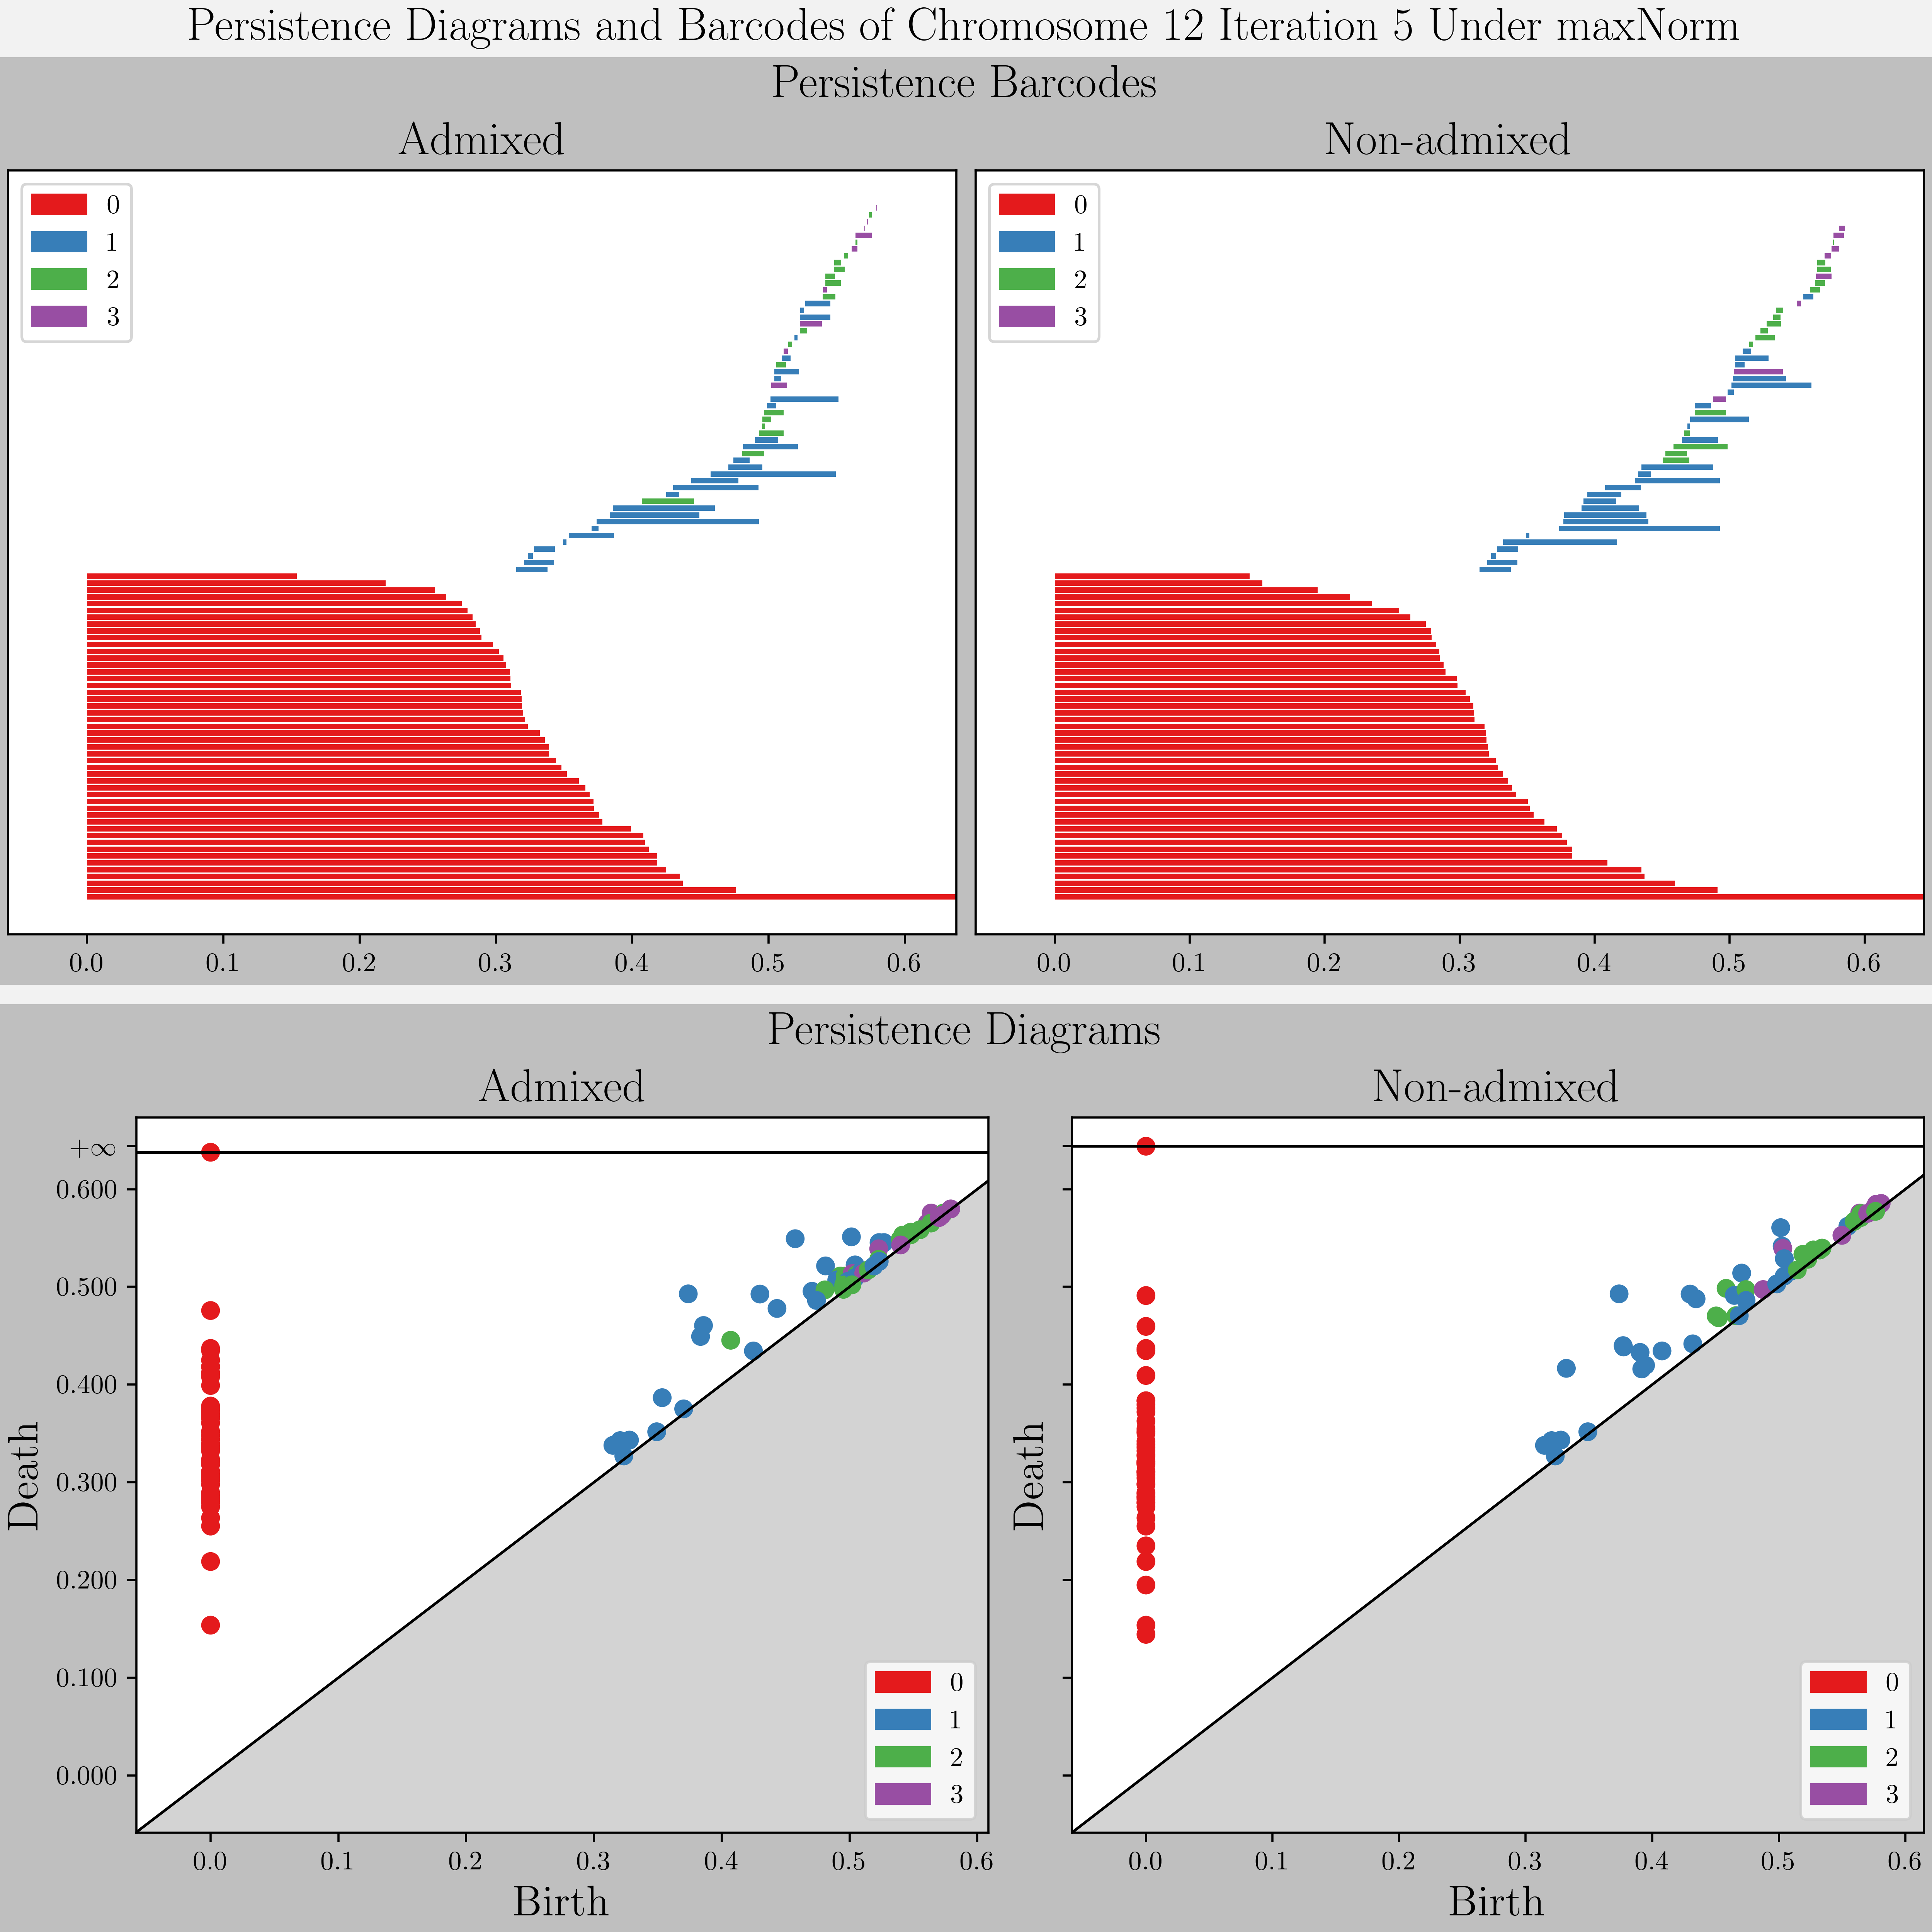 Persistence Diagrams and Barcodes of Chromosome 12 Iteration 5 Under maxNorm
Persistence Barcodes
Admixed
Non-admixed
0
1
2
3
0
1
2
3
0.0 0.1 0.2 0.3 0.4 0.5 0.6
0.0 0.1 0.2 0.3 0.4 0.5 0.6
Persistence Diagrams
Admixed
Non-admixed
+∞
0.600
0.500
0.400
0.300
0.200
0.100
0.000
Death
Death
0
1
2
3
0
1
2
3
0.0 0.1 0.2 0.3 0.4 0.5 0.6
0.0 0.1 0.2 0.3 0.4 0.5 0.6
Birth
Birth